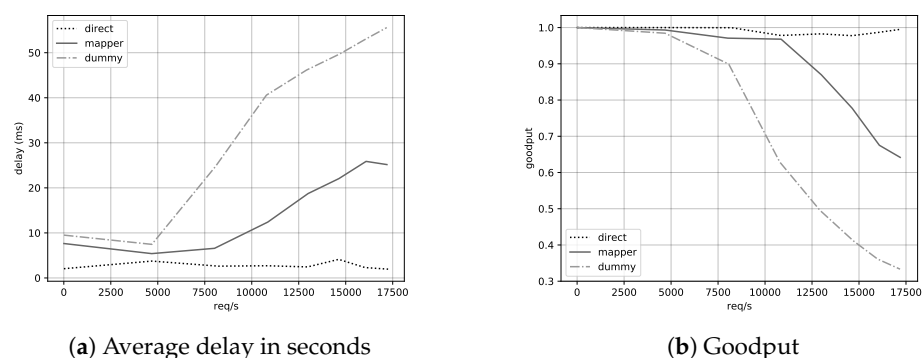 direct
mapper
dummy
50
40
30
20
10
0
delay (ms)
0 2500 5000 7500 10000 12500 15000 17500
req/s
(a) Average delay in seconds
1.0
0.9
0.8
0.7
0.6
0.5
0.4
0.3
goodput
direct
mapper
dummy
0 2500 5000 7500 10000 12500 15000 17500
req/s
(b) Goodput